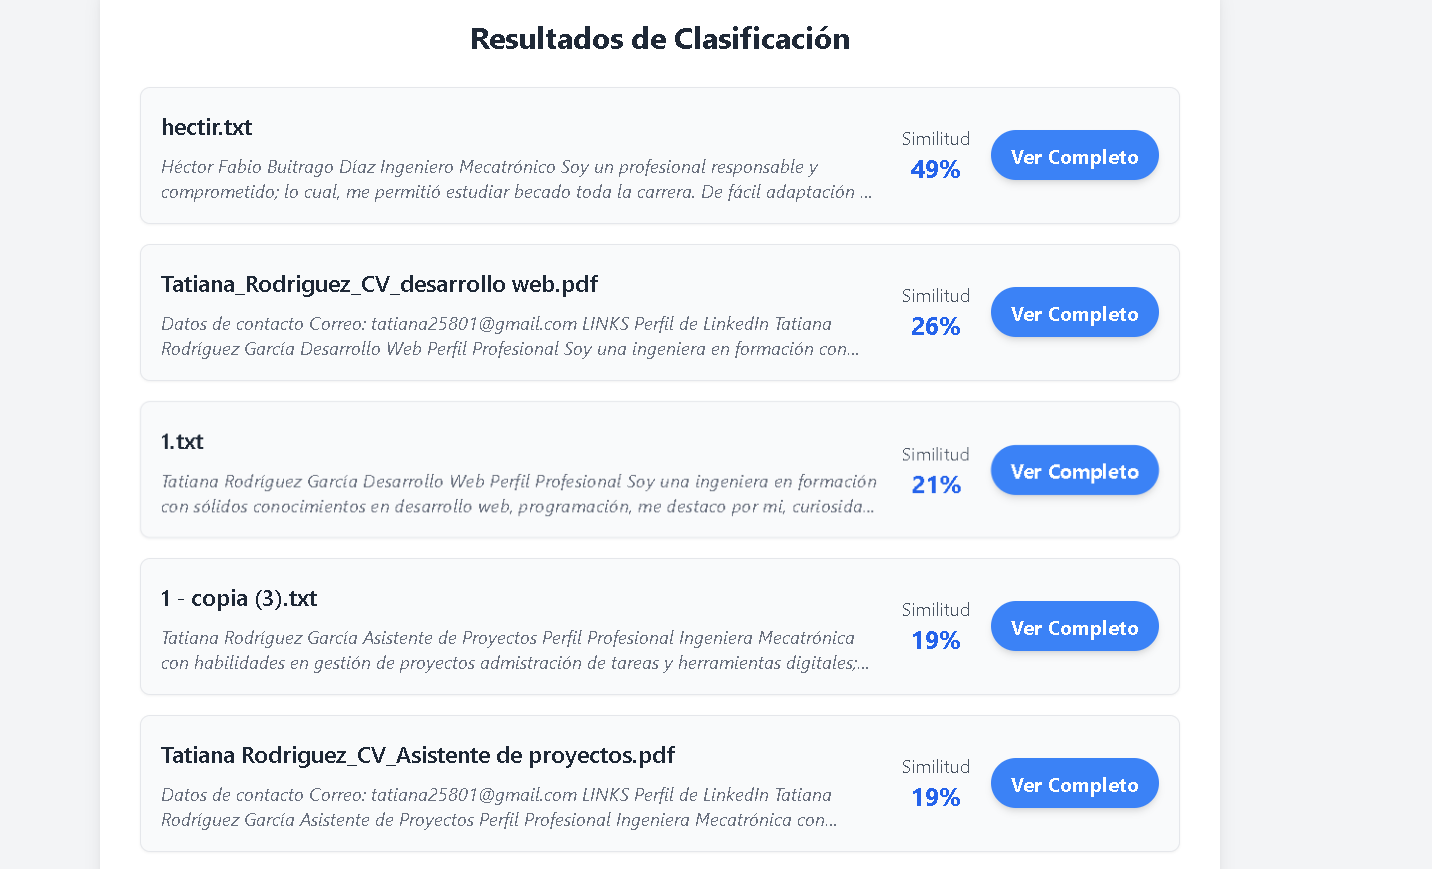 Resultados de Clasificación
hectir.txt
Héctor Fabio Buitrago Díaz Ingeniero Mecatrónico Soy un profesional responsable y
comprometido; lo cual, me permitió estudiar becado toda la carrera. De fácil adaptación ...
Similitud
49%
Ver Completo
Tatiana_Rodriguez_CV_desarrollo web.pdf
Datos de contacto Correo: tatiana25801@gmail.com LINKS Perfil de LinkedIn Tatiana
Rodríguez García Desarrollo Web Perfil Profesional Soy una ingeniera en formación con...
Similitud
26%
Ver Completo
1.txt
Tatiana Rodríguez García Desarrollo Web Perfil Profesional Soy una ingeniera en formación
con sólidos conocimientos en desarrollo web, programación, me destaco por mi, curiosida...
Similitud
21%
Ver Completo
1 - copia (3).txt
Tatiana Rodríguez García Asistente de Proyectos Perfil Profesional Ingeniera Mecatrónica
con habilidades en gestión de proyectos admistración de tareas y herramientas digitales;...
Similitud
19%
Ver Completo
Tatiana Rodriguez_CV_Asistente de proyectos.pdf
Datos de contacto Correo: tatiana25801@gmail.com LINKS Perfil de LinkedIn Tatiana
Rodríguez García Asistente de Proyectos Perfil Profesional Ingeniera Mecatrónica con...
Similitud
19%
Ver Completo